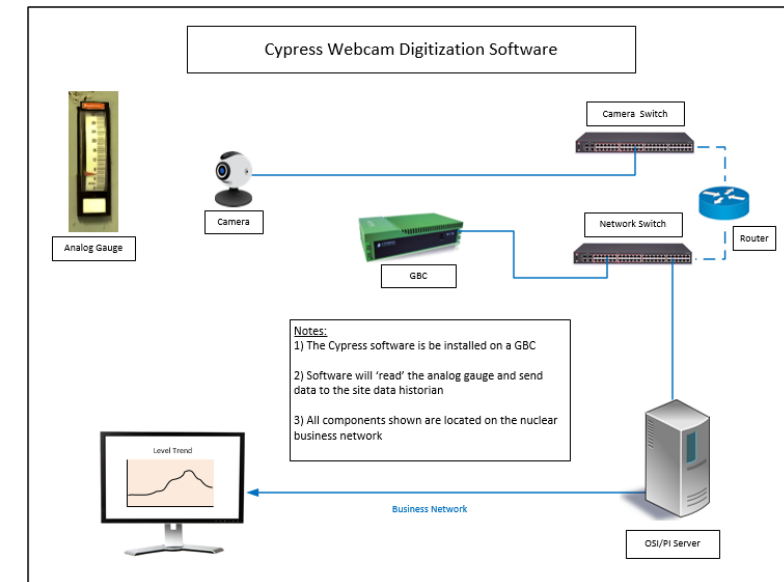 Cypress Webcam Digitization Software
Camera Switch
Camera
Network Switch
Router
Analog Gauge
GBC
Notes:
1) The Cypress software is be installed on a GBC
2) Software will ‘read’ the analog gauge and send
data to the site data historian
3) All components shown are located on the nuclear
business network
Level Trend
Business Network
OSI/PI Server